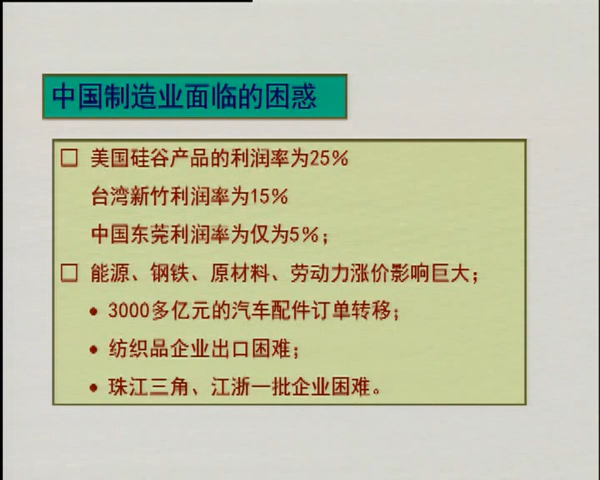 中国制造业面临的困惑
□ 美国硅谷产品的利润率为25%
台湾新竹利润率为15%
中国东莞利润率为仅为5%；
□ 能源、钢铁、原材料、劳动力涨价影响巨大；
• 3000多亿元的汽车配件订单转移；
• 纺织品企业出口困难；
• 珠江三角、江浙一批企业困难。